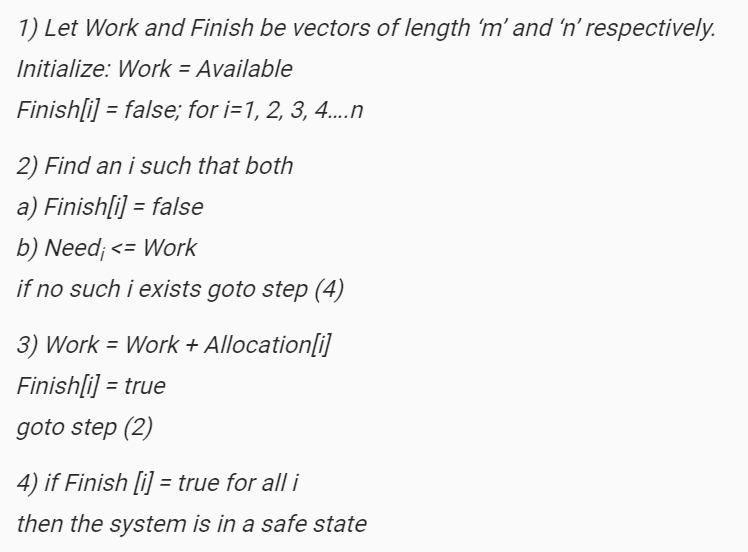 1) Let Work and Finish be vectors of length ‘m’ and ‘n’ respectively.
Initialize: Work = Available
Finish[i] = false; for i=1, 2, 3, 4....n
2) Find an i such that both
a) Finish[i] = false
b) Needᵢ <= Work
if no such i exists goto step (4)
3) Work = Work + Allocation[i]
Finish[i] = true
goto step (2)
4) if Finish [i] = true for all i
then the system is in a safe state